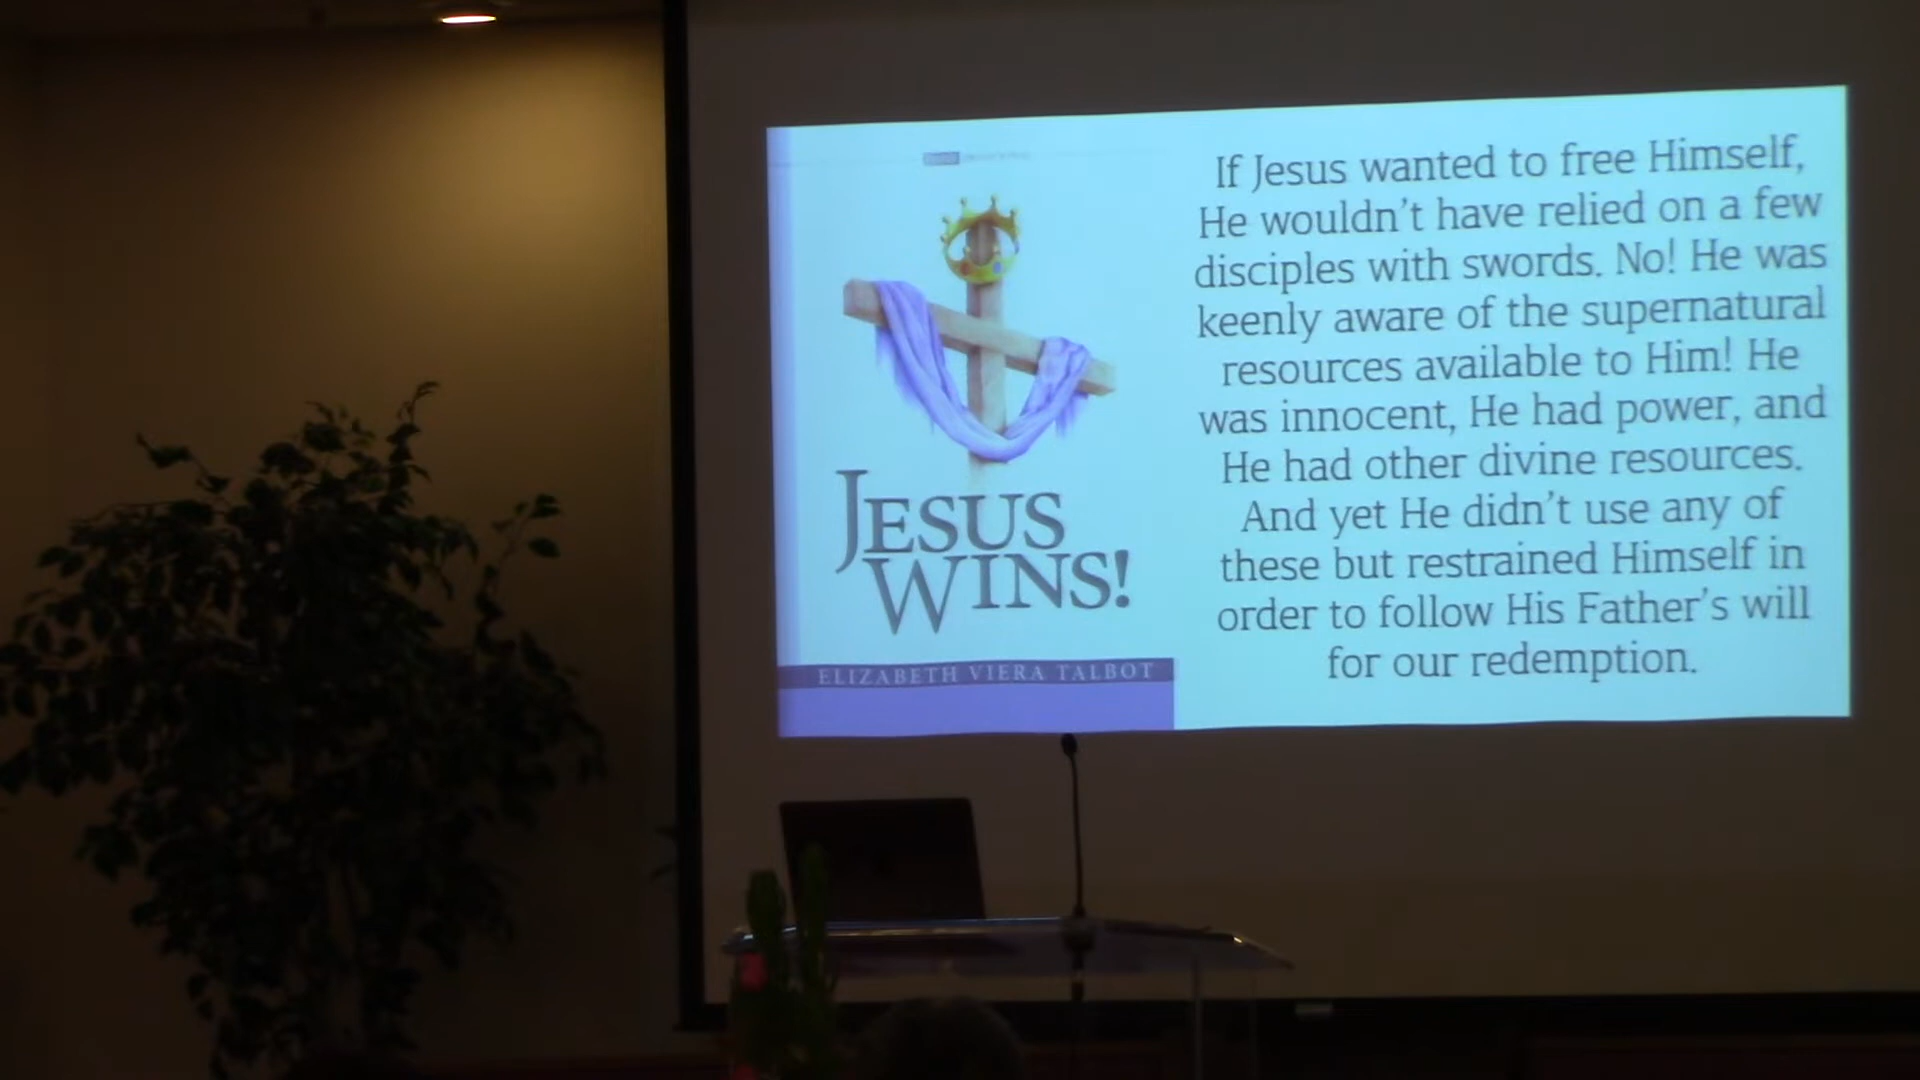 JESUS
WINS!
ELIZABETH VIERA TALBOT
If Jesus wanted to free Himself,
He wouldn't have relied on a few
disciples with swords. No! He was
keenly aware of the supernatural
resources available to Him! He
was innocent, He had power, and
He had other divine resources.
And yet He didn't use any of
these but restrained Himself in
order to follow His Father's will
for our redemption.